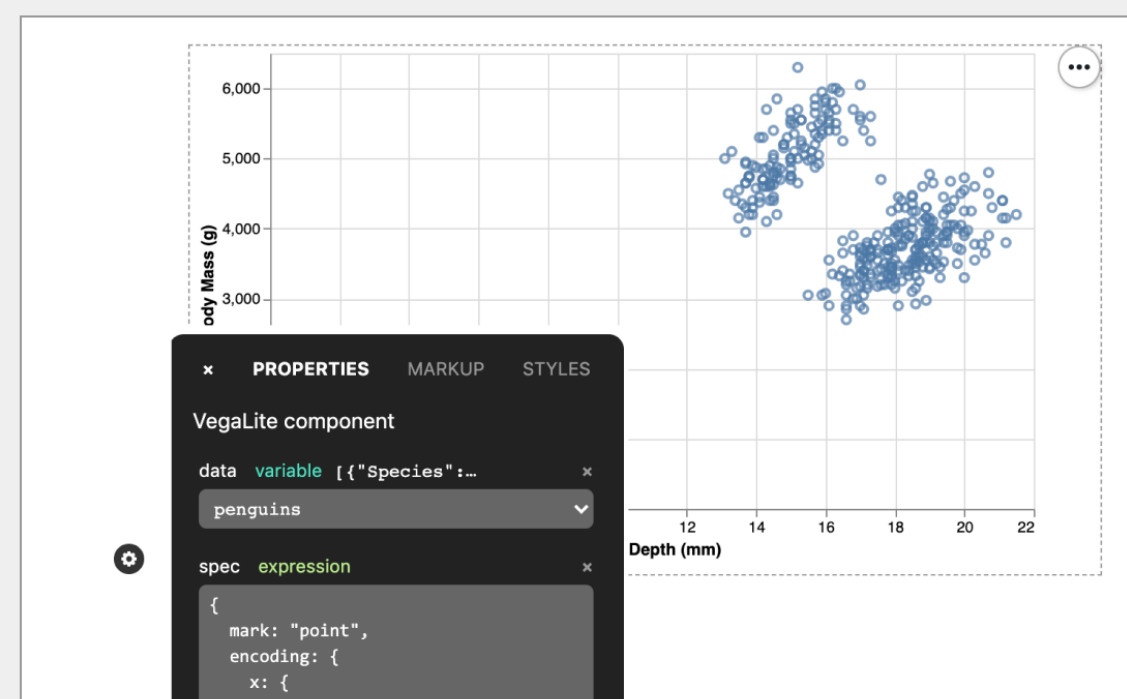 •••
6,000
5,000
4,000
3,000
ody Mass (g)
12 14 16 18 20 22
Depth (mm)
× PROPERTIES MARKUP STYLES
VegaLite component
data variable [{"Species":… ×
penguins
spec expression ×
{
mark: "point",
encoding: {
x: {